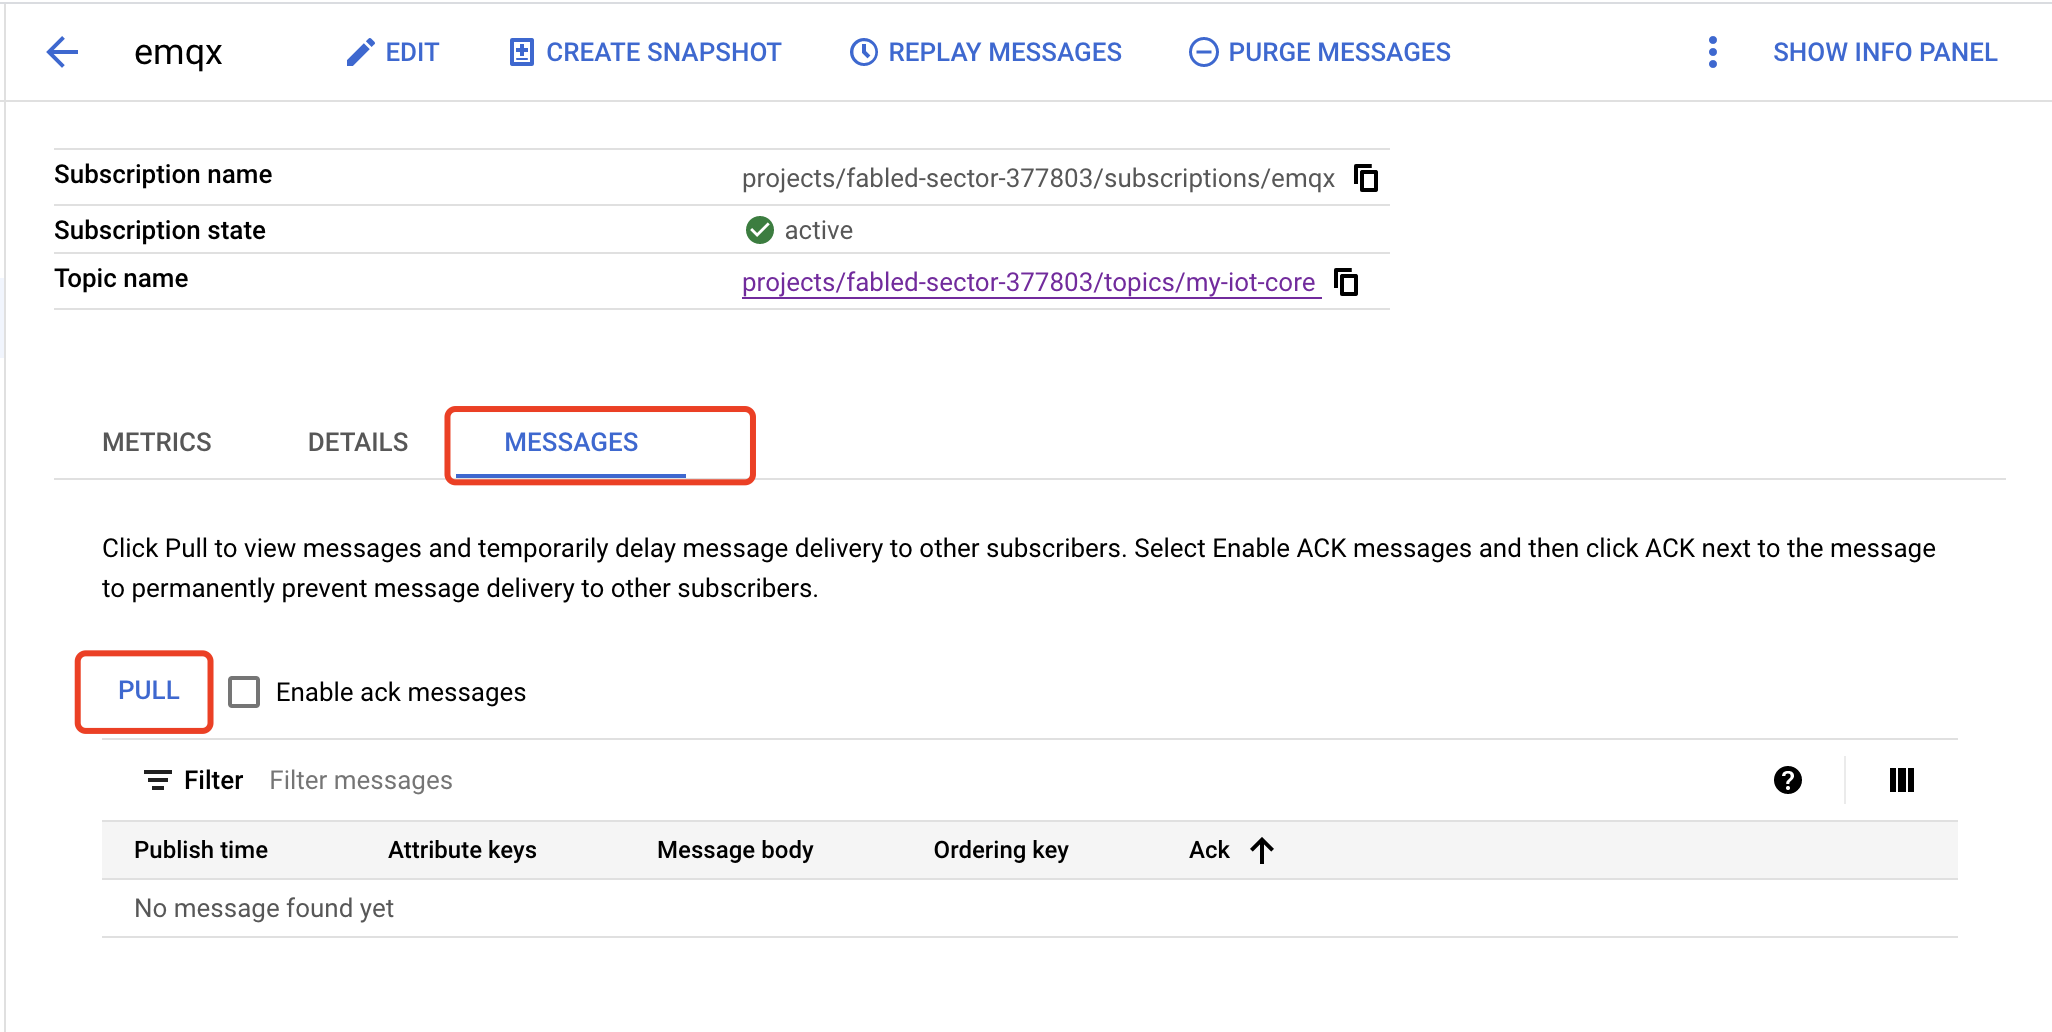 emqx EDIT CREATE SNAPSHOT REPLAY MESSAGES PURGE MESSAGES SHOW INFO PANEL
Subscription name projects/fabled-sector-377803/subscriptions/emqx
Subscription state active
Topic name projects/fabled-sector-377803/topics/my-iot-core
METRICS DETAILS MESSAGES
Click Pull to view messages and temporarily delay message delivery to other subscribers. Select Enable ACK messages and then click ACK next to the message
to permanently prevent message delivery to other subscribers.
PULL Enable ack messages
Filter Filter messages
Publish time Attribute keys Message body Ordering key Ack
No message found yet